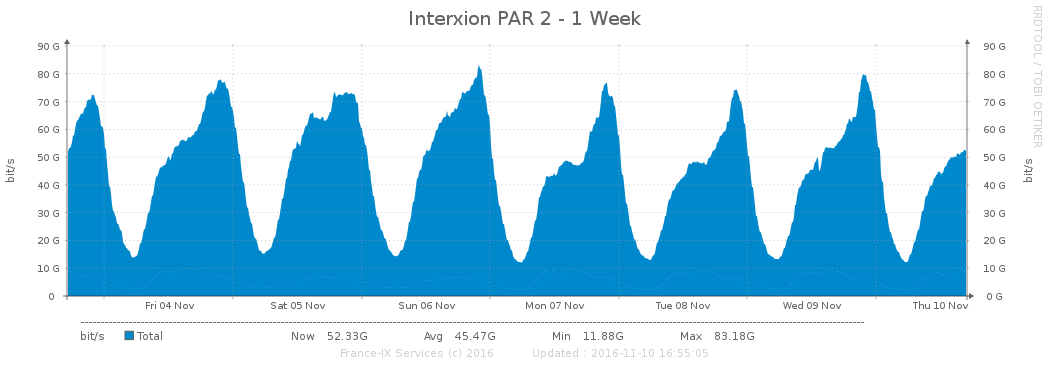 Interxion PAR 2 - 1 Week
RRDTOOL / TOBI OETIKER
90 G 90 G
80 G 80 G
70 G 70 G
60 G 60 G
50 G 50 G
40 G 40 G
30 G 30 G
20 G 20 G
10 G 10 G
0 0 G
bit/s bit/s
Fri 04 Nov Sat 05 Nov Sun 06 Nov Mon 07 Nov Tue 08 Nov Wed 09 Nov Thu 10 Nov
bit/s Total Now 52.33G Avg 45.47G Min 11.88G Max 83.18G
France-IX Services (c) 2016 Updated : 2016-11-10 16:55:05